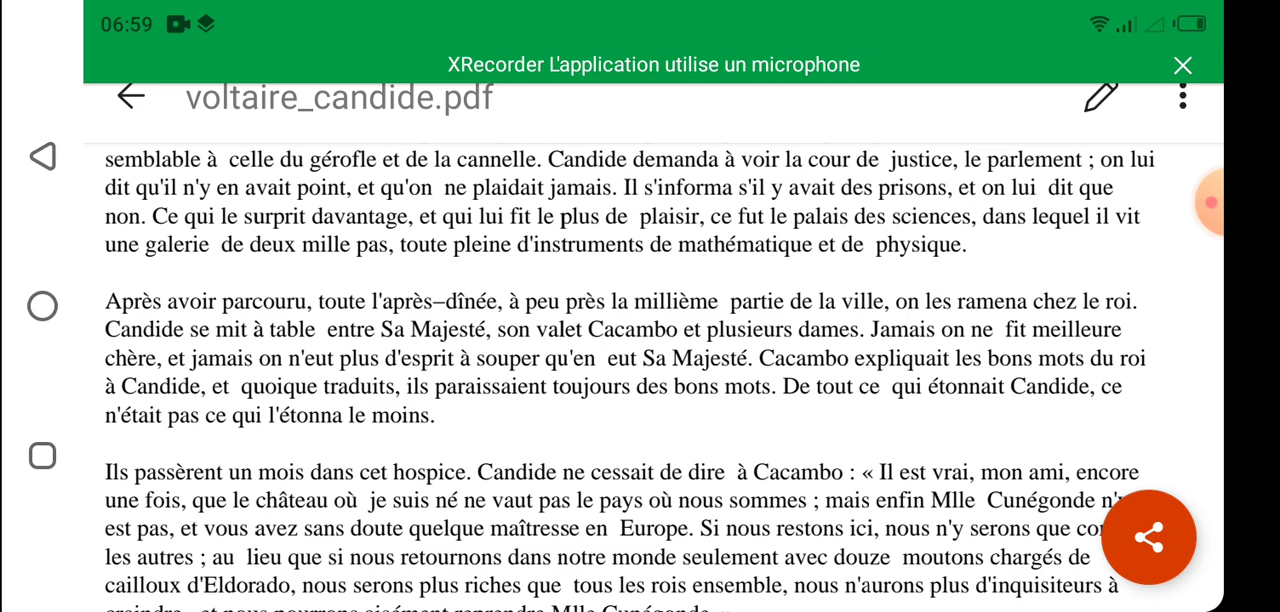 06:59
XRecorder L'application utilise un microphone
voltaire_candide.pdf
semblable à celle du gérofle et de la cannelle. Candide demanda à voir la cour de justice, le parlement ; on lui
dit qu'il n'y en avait point, et qu'on ne plaidait jamais. Il s'informa s'il y avait des prisons, et on lui dit que
non. Ce qui le surprit davantage, et qui lui fit le plus de plaisir, ce fut le palais des sciences, dans lequel il vit
une galerie de deux mille pas, toute pleine d'instruments de mathématique et de physique.
Après avoir parcouru, toute l'après–dînée, à peu près la millième partie de la ville, on les ramena chez le roi.
Candide se mit à table entre Sa Majesté, son valet Cacambo et plusieurs dames. Jamais on ne fit meilleure
chère, et jamais on n'eut plus d'esprit à souper qu'en eut Sa Majesté. Cacambo expliquait les bons mots du roi
à Candide, et quoique traduits, ils paraissaient toujours des bons mots. De tout ce qui étonnait Candide, ce
n'était pas ce qui l'étonna le moins.
Ils passèrent un mois dans cet hospice. Candide ne cessait de dire à Cacambo : « Il est vrai, mon ami, encore
une fois, que le château où je suis né ne vaut pas le pays où nous sommes ; mais enfin Mlle Cunégonde
est pas, et vous avez sans doute quelque maîtresse en Europe. Si nous restons ici, nous n'y serons que
les autres ; au lieu que si nous retournons dans notre monde seulement avec douze moutons chargés de
cailloux d'Eldorado, nous serons plus riches que tous les rois ensemble, nous n'aurons plus d'inquisiteurs à
craindre, et nous pourrons aisément reprendre Mlle Cunégonde. »